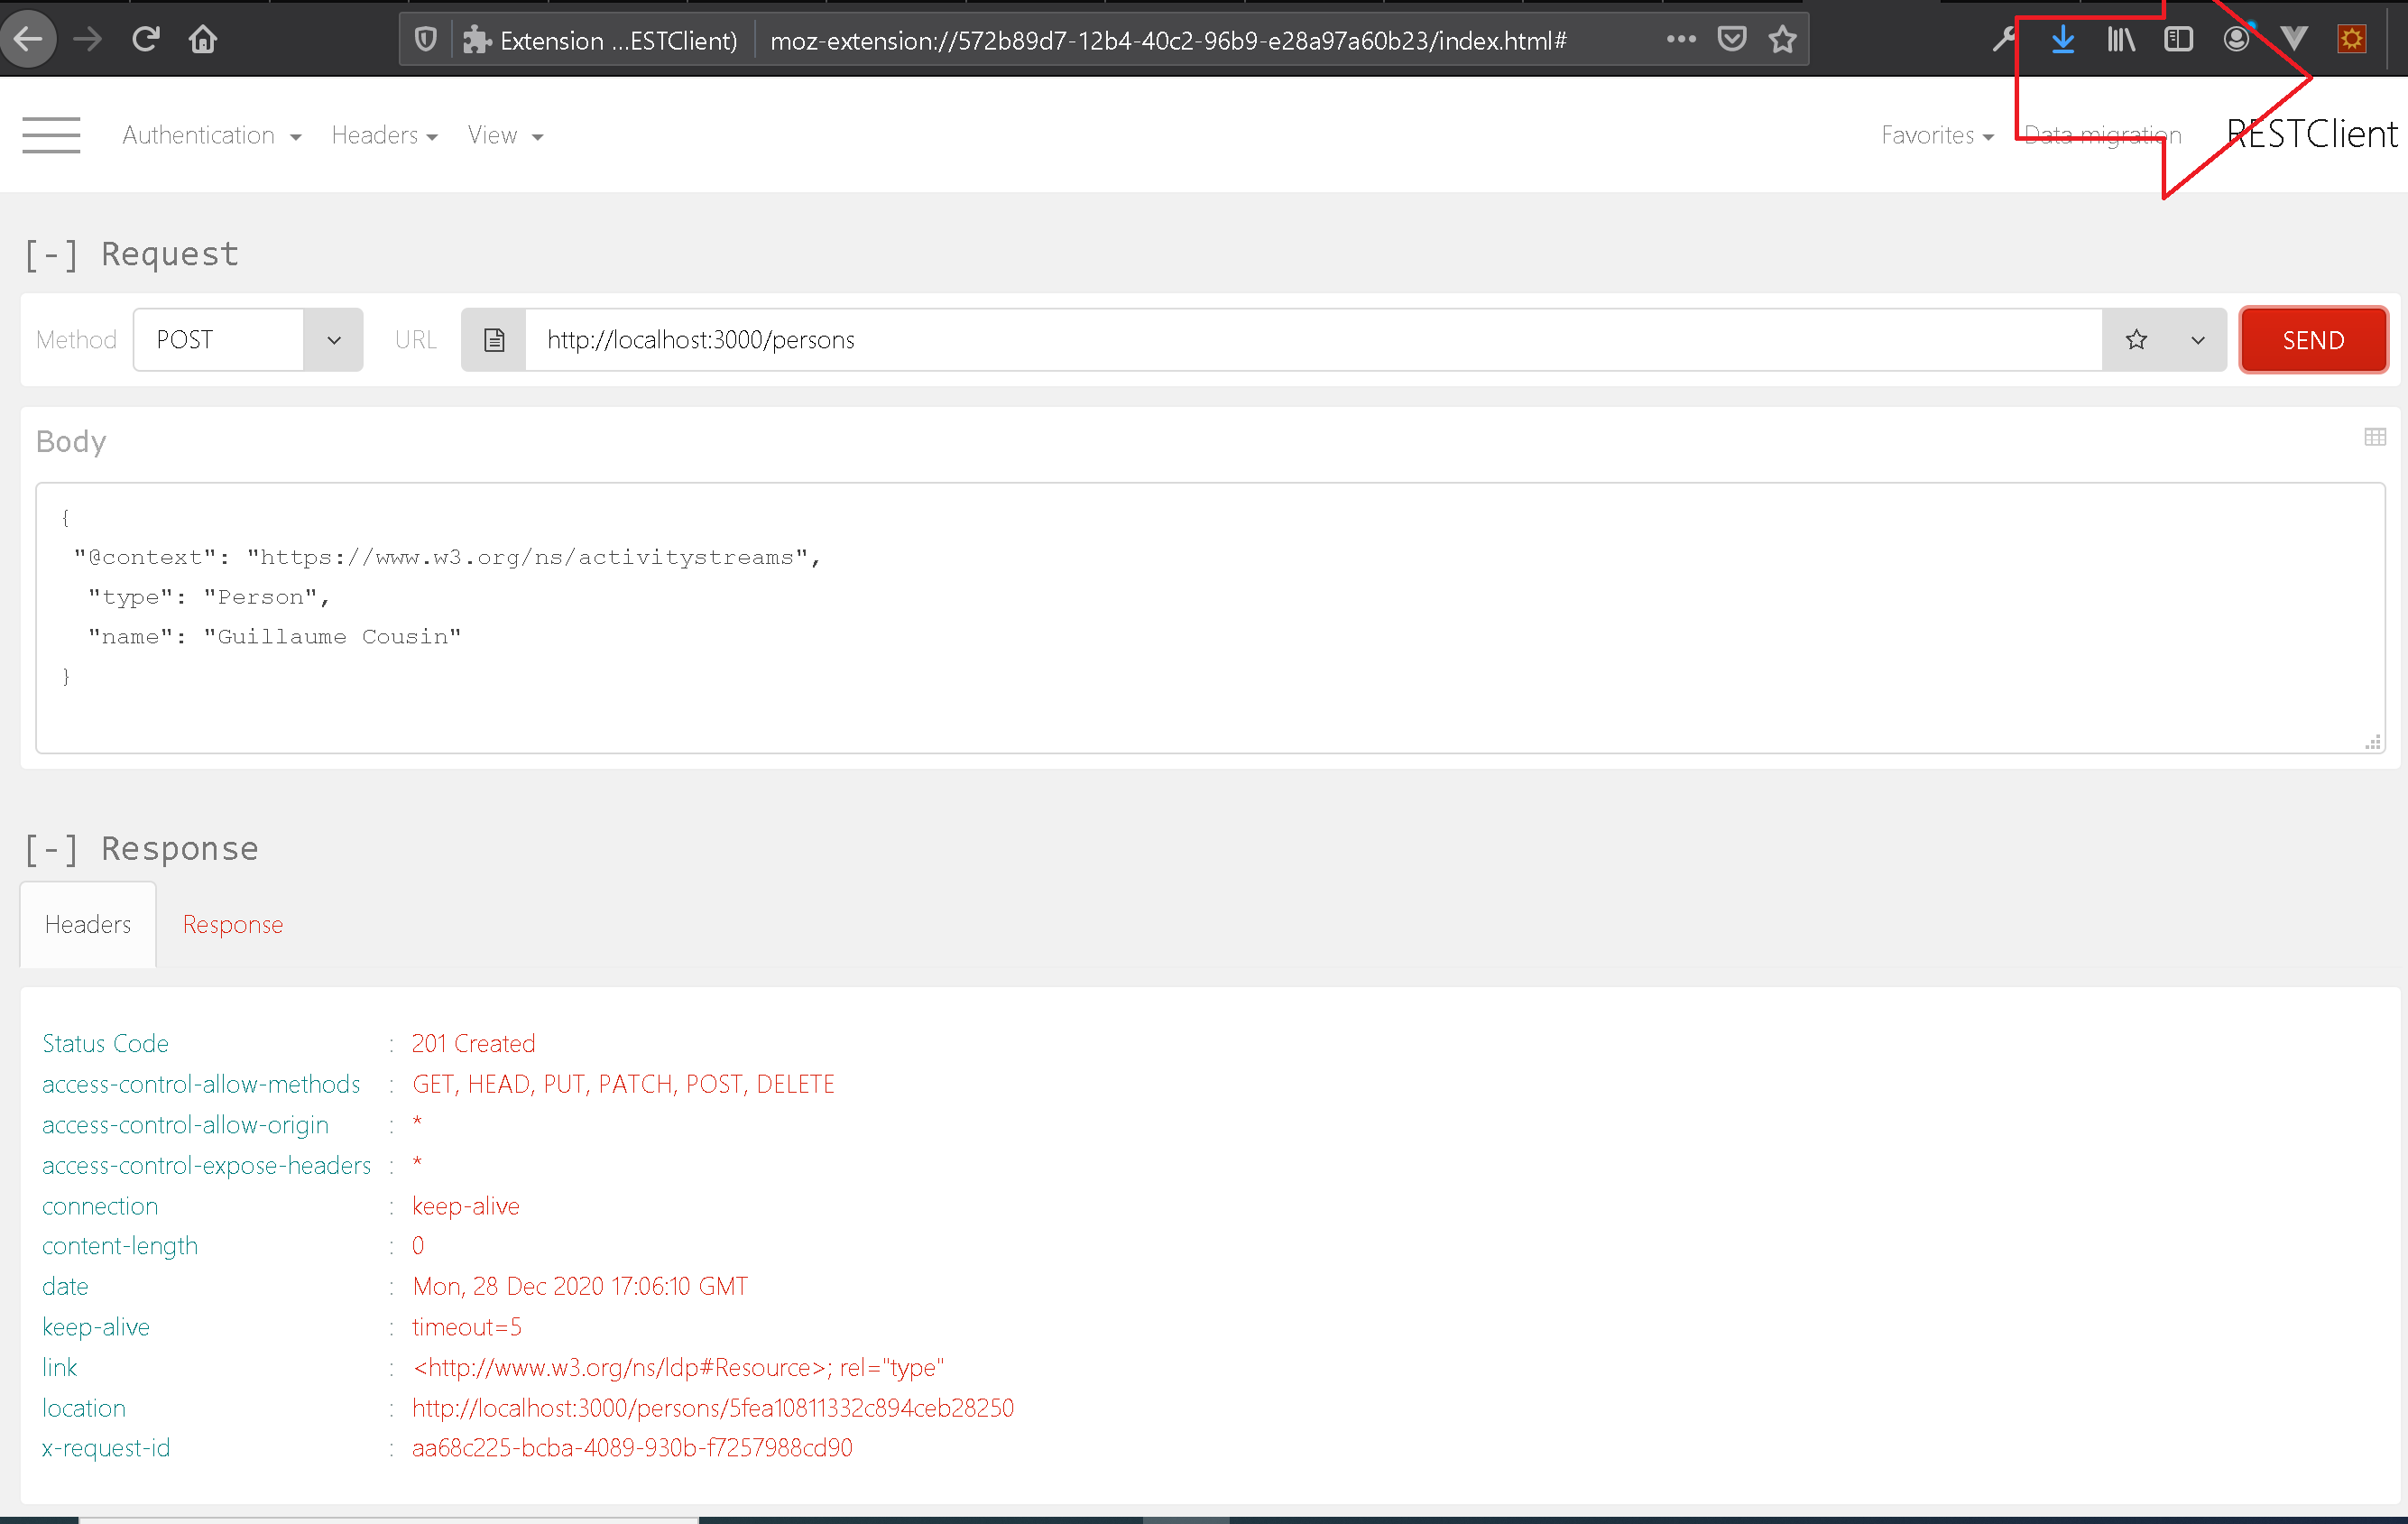 Extension ...ESTClient) moz-extension://572b89d7-12b4-40c2-96b9-e28a97a60b23/index.html#
Authentication Headers View Favorites Data migration RESTClient
[-] Request
Method POST URL http://localhost:3000/persons SEND
Body
{
"@context": "https://www.w3.org/ns/activitystreams",
"type": "Person",
"name": "Guillaume Cousin"
}
[-] Response
Headers Response
Status Code : 201 Created
access-control-allow-methods : GET, HEAD, PUT, PATCH, POST, DELETE
access-control-allow-origin : *
access-control-expose-headers : *
connection : keep-alive
content-length : 0
date : Mon, 28 Dec 2020 17:06:10 GMT
keep-alive : timeout=5
link : <http://www.w3.org/ns/ldp#Resource>; rel="type"
location : http://localhost:3000/persons/5fea10811332c894ceb28250
x-request-id : aa68c225-bcba-4089-930b-f7257988cd90